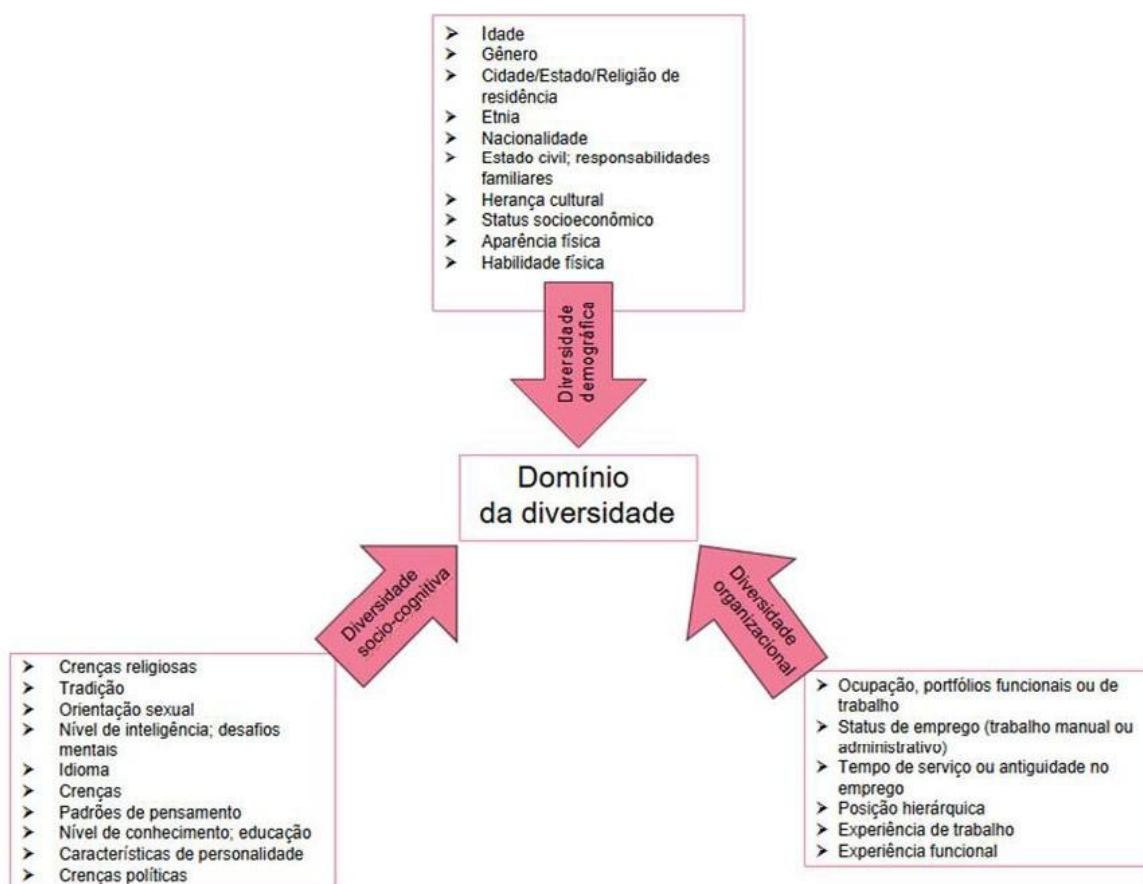 ➤ Idade
➤ Gênero
➤ Cidade/Estado/Religião de
residência
➤ Etnia
➤ Nacionalidade
➤ Estado civil; responsabilidades
familiares
➤ Herança cultural
➤ Status socioeconômico
➤ Aparência física
➤ Habilidade física
Diversidade
demográfica
Domínio
da diversidade
Diversidade
socio-cognitiva
Diversidade
organizacional
➤ Crenças religiosas
➤ Tradição
➤ Orientação sexual
➤ Nível de inteligência; desafios
mentais
➤ Idioma
➤ Crenças
➤ Padrões de pensamento
➤ Nível de conhecimento; educação
➤ Características de personalidade
➤ Crenças políticas
➤ Ocupação, portfólios funcionais ou de
trabalho
➤ Status de emprego (trabalho manual ou
administrativo)
➤ Tempo de serviço ou antiguidade no
emprego
➤ Posição hierárquica
➤ Experiência de trabalho
➤ Experiência funcional